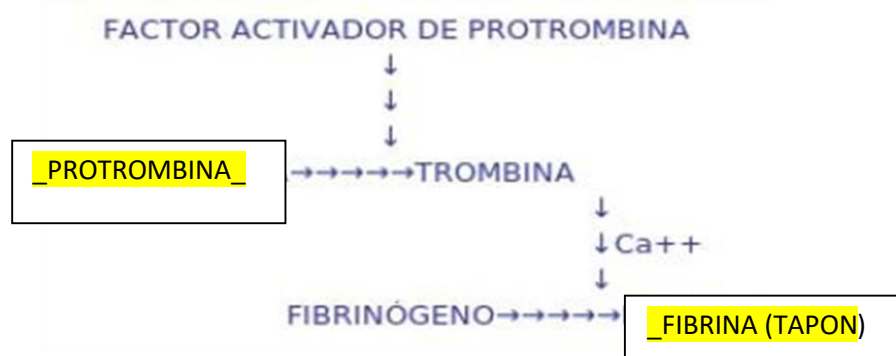 FACTOR ACTIVADOR DE PROTROMBINA
↓
↓
↓
_PROTROMBINA_ →→→→→TROMBINA
↓
↓Ca++
↓
FIBRINÓGENO→→→→→ _FIBRINA (TAPON)